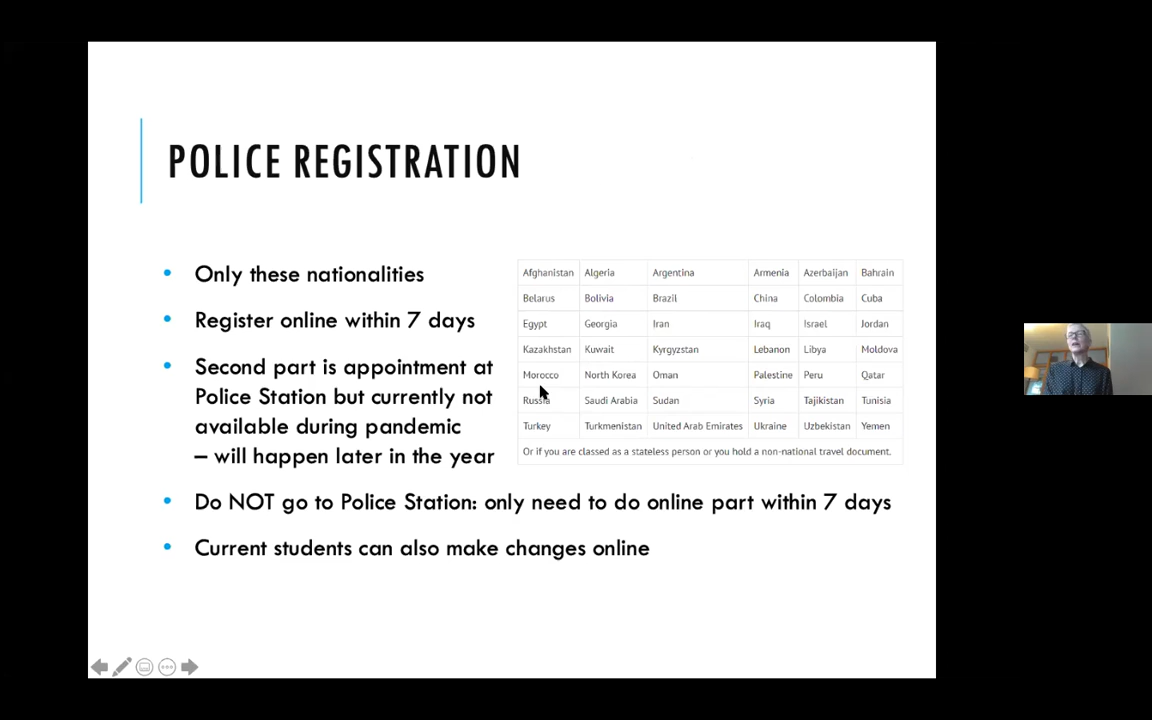 POLICE REGISTRATION
• Only these nationalities
• Register online within 7 days
• Second part is appointment at
Police Station but currently not
available during pandemic
– will happen later in the year
• Do NOT go to Police Station: only need to do online part within 7 days
• Current students can also make changes online
Afghanistan Algeria Argentina Armenia Azerbaijan Bahrain
Belarus Bolivia Brazil China Colombia Cuba
Egypt Georgia Iran Iraq Israel Jordan
Kazakhstan Kuwait Kyrgyzstan Lebanon Libya Moldova
Morocco North Korea Oman Palestine Peru Qatar
Russia Saudi Arabia Sudan Syria Tajikistan Tunisia
Turkey Turkmenistan United Arab Emirates Ukraine Uzbekistan Yemen
Or if you are classed as a stateless person or you hold a non-national travel document.